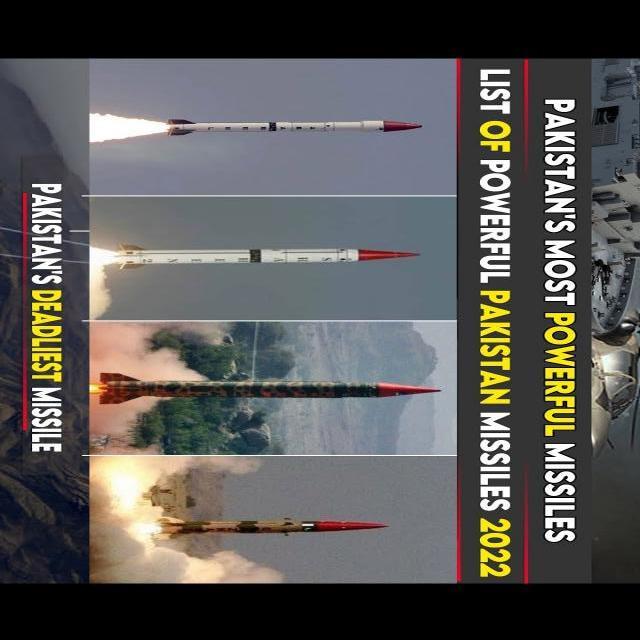 PAKISTAN'S MOST POWERFUL MISSILES
LIST OF POWERFUL PAKISTAN MISSILES 2022
PAKISTAN'S DEADLIEST MISSILE